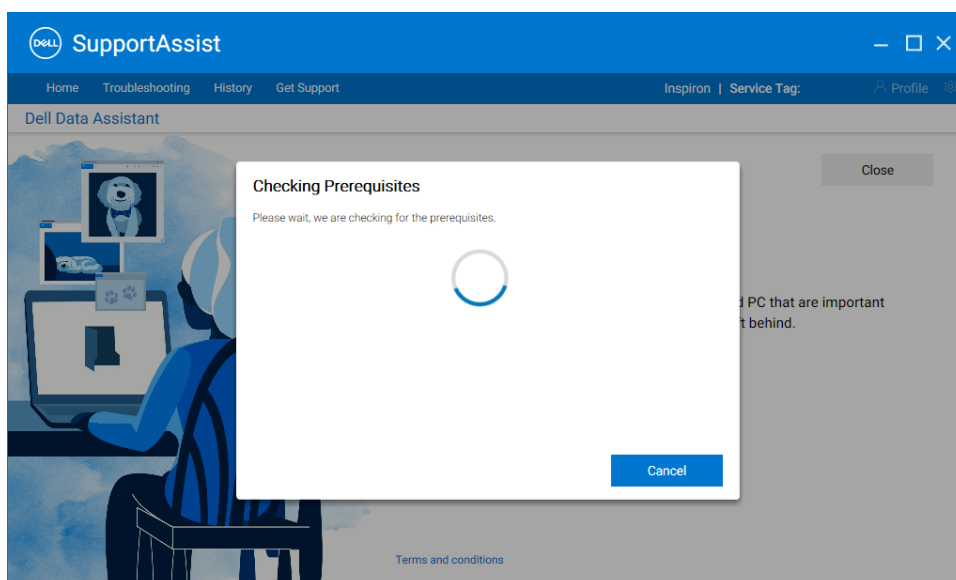 DELL SupportAssist
Home Troubleshooting History Get Support Inspiron | Service Tag: Profile
Dell Data Assistant
Close
Checking Prerequisites
Please wait, we are checking for the prerequisites.
PC that are important
behind.
Cancel
Terms and conditions